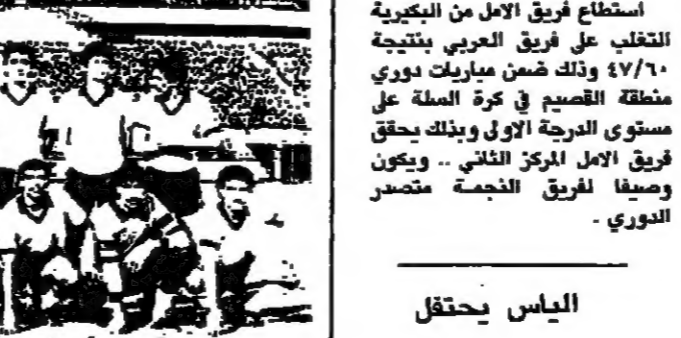 استطاع فريق الامل من البكيرية
التغلب على فريق العربي بنتيجة
٤٧/٦٠ وذلك ضمن مباريات دوري
منطقة القصيم في كرة السلة على
مستوى الدرجة الاولى وبذلك يحقق
فريق الامل المركز الثاني .. ويكون
وصيفا لفريق النجمة متصدر
الدوري .
الياس يحتفل